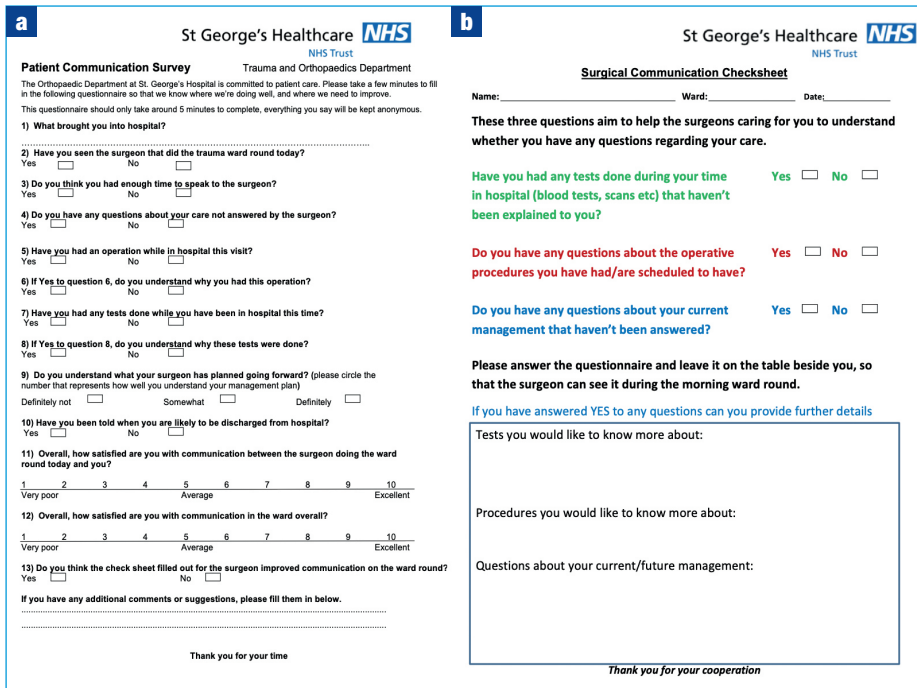 a
St George's Healthcare NHS
NHS Trust
Patient Communication Survey Trauma and Orthopaedics Department
The Orthopaedic Department at St. George's Hospital is committed to patient care. Please take a few minutes to fill
in the following questionnaire so that we know where we're doing well, and where we need to improve.
This questionnaire should only take around 5 minutes to complete, everything you say will be kept anonymous.
1) What brought you into hospital?
2) Have you seen the surgeon that did the trauma ward round today?
Yes No
3) Do you think you had enough time to speak to the surgeon?
Yes No
4) Do you have any questions about your care not answered by the surgeon?
Yes No
5) Have you had an operation while in hospital this visit?
Yes No
6) If Yes to question 6, do you understand why you had this operation?
Yes No
7) Have you had any tests done while you have been in hospital this time?
Yes No
8) If Yes to question 8, do you understand why these tests were done?
Yes No
9) Do you understand what your surgeon has planned going forward? (please circle the
number that represents how well you understand your management plan)
Definitely not Somewhat Definitely
10) Have you been told when you are likely to be discharged from hospital?
Yes No
11) Overall, how satisfied are you with communication between the surgeon doing the ward
round today and you?
1 2 3 4 5 6 7 8 9 10
Very poor Average Excellent
12) Overall, how satisfied are you with communication in the ward overall?
1 2 3 4 5 6 7 8 9 10
Very poor Average Excellent
13) Do you think the check sheet filled out for the surgeon improved communication on the ward round?
Yes No
If you have any additional comments or suggestions, please fill them in below.
Thank you for your time
b
St George's Healthcare NHS
NHS Trust
Surgical Communication Checksheet
Name: Ward: Date:
These three questions aim to help the surgeons caring for you to understand
whether you have any questions regarding your care.
Have you had any tests done during your time Yes No
in hospital (blood tests, scans etc) that haven't
been explained to you?
Do you have any questions about the operative Yes No
procedures you have had/are scheduled to have?
Do you have any questions about your current Yes No
management that haven't been answered?
Please answer the questionnaire and leave it on the table beside you, so
that the surgeon can see it during the morning ward round.
If you have answered YES to any questions can you provide further details
Tests you would like to know more about:
Procedures you would like to know more about:
Questions about your current/future management:
Thank you for your cooperation